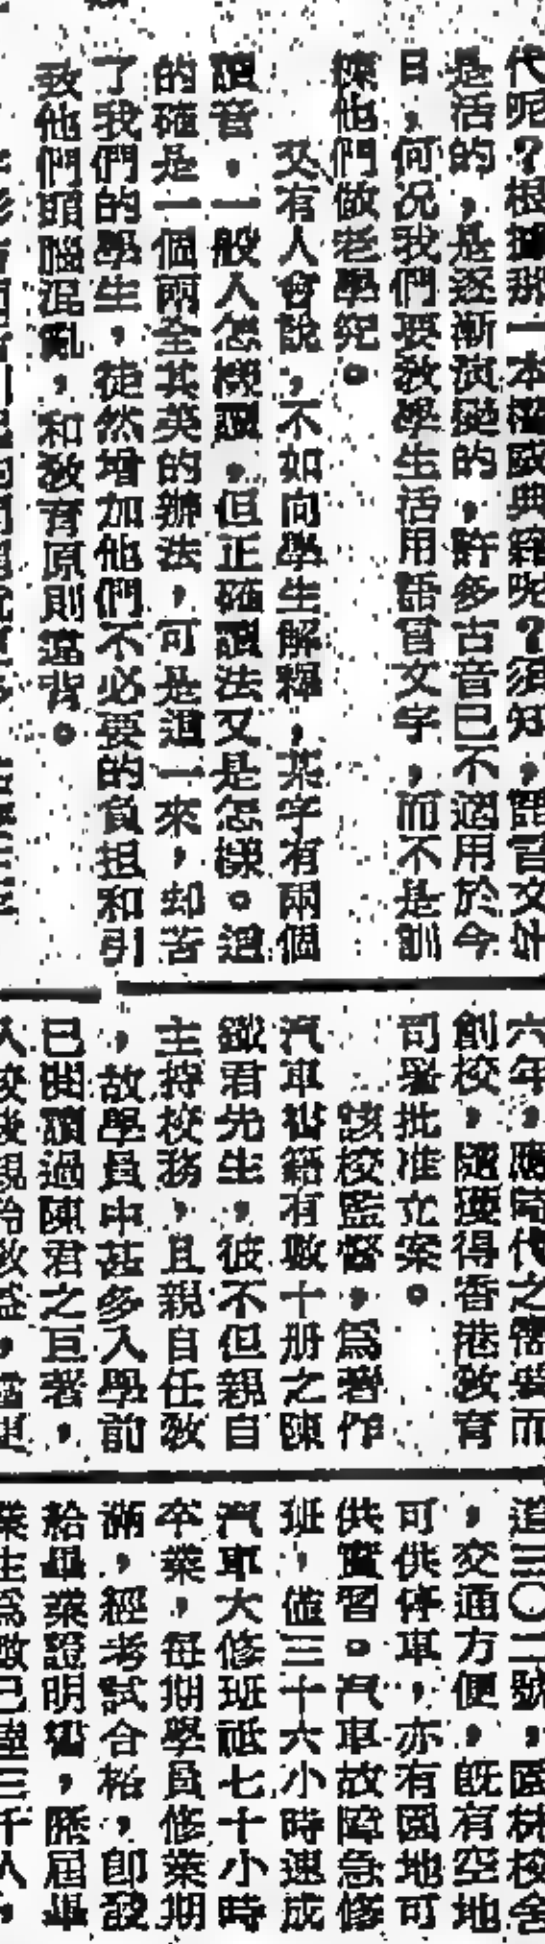 代呢？根據那一本權威典籍呢？須知，語言文字
是活的，是逐漸演變的，許多古音已不適用於今
日，何況我們要教學生活用語言文字，而不是訓
練他們做老學究。
又有人會說，不如向學生解釋，某字有兩個
讀音，一般人怎樣讀，但正確讀法又是怎樣。這
的確是一個兩全其美的辦法，可是這一來，却苦
了我們的學生，徒然增加他們不必要的負担和引
致他們頭腦混亂，和教育原則違背。
六年，應時代之需要而
創校，隨獲得香港教育
司署批准立案。
該校監督，爲著作
汽車書籍有數十册之陳
君先生，彼不但親自
主持校務，且親自任教
，故學員中甚多入學前
已閱讀過陳君之巨著，
入校後親聆教益，
道三〇二號，園林校舍
，交通方便，既有空地
可供停車，亦有園地可
供實習。汽車故障急修
班，僅三十六小時速成
汽車大修班祗七十小時
卒業，每期學員修業期
滿，經考試合格，即發
給畢業證明書，歷屆畢
業生爲數已達三千人，